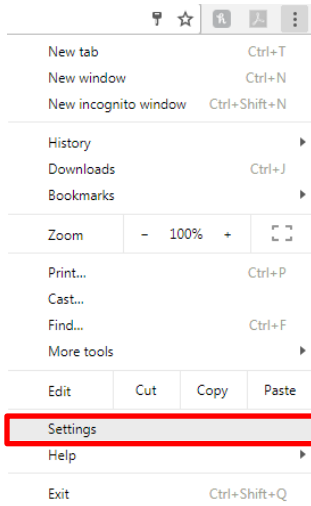 New tab Ctrl+T
New window Ctrl+N
New incognito window Ctrl+Shift+N
History
Downloads Ctrl+J
Bookmarks
Zoom - 100% +
Print... Ctrl+P
Cast...
Find... Ctrl+F
More tools
Edit Cut Copy Paste
Settings
Help
Exit Ctrl+Shift+Q